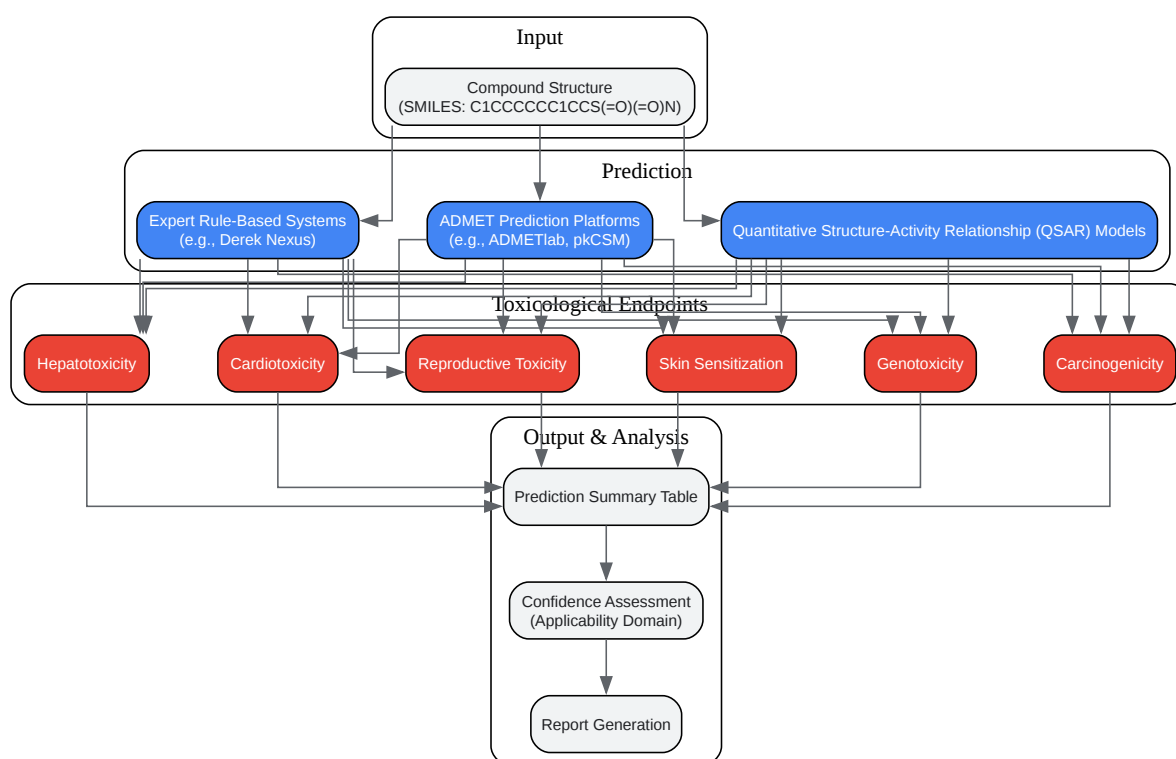 Input
Compound Structure
(SMILES: C1CCCCCC1CCS(=O)(=O)N)
Prediction
Expert Rule-Based Systems
(e.g., Derek Nexus)
ADMET Prediction Platforms
(e.g., ADMETlab, pkCSM)
Quantitative Structure-Activity Relationship (QSAR) Models
Toxicological Endpoints
Hepatotoxicity
Cardiotoxicity
Reproductive Toxicity
Skin Sensitization
Genotoxicity
Carcinogenicity
Output & Analysis
Prediction Summary Table
Confidence Assessment
(Applicability Domain)
Report Generation